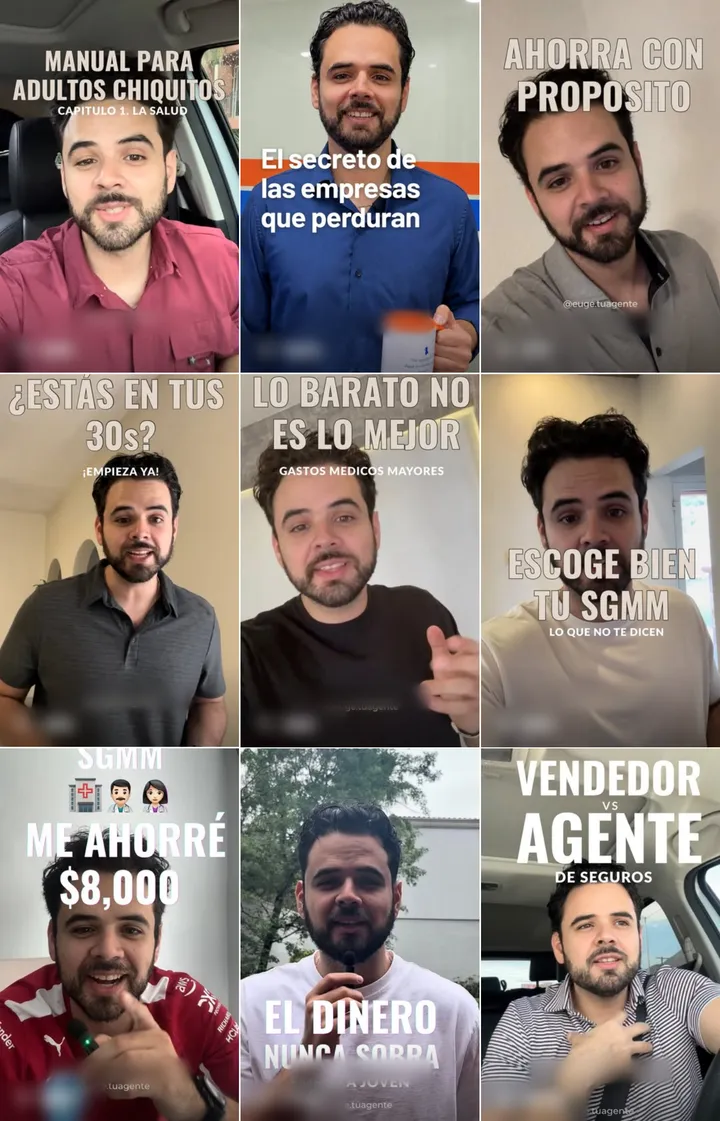 MANUAL PARA
ADULTOS CHIQUITOS
CAPITULO 1. LA SALUD
El secreto de
las empresas
que perduran
AHORRA CON
PROPOSITO
@euge.tuagente
¿ESTÁS EN TUS
30s?
¡EMPIEZA YA!
LO BARATO NO
ES LO MEJOR
GASTOS MEDICOS MAYORES
ESCOGE BIEN
TU SGMM
LO QUE NO TE DICEN
SGMM
ME AHORRÉ
$8,000
aws
.tuagente
EL DINERO
NUNCA SOBRA
A JOVEN
.tuagente
VENDEDOR
VS
AGENTE
DE SEGUROS
.tuagente